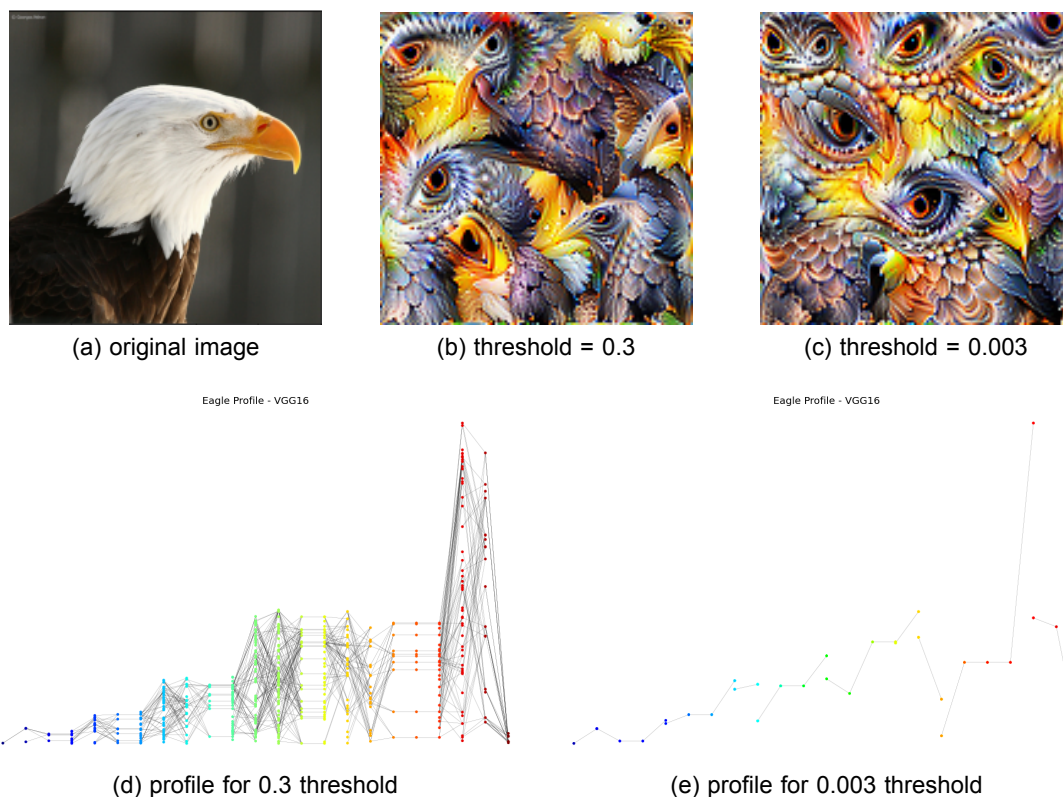 (a) original image
(b) threshold = 0.3
(c) threshold = 0.003
Eagle Profile - VGG16
Eagle Profile - VGG16
(d) profile for 0.3 threshold
(e) profile for 0.003 threshold